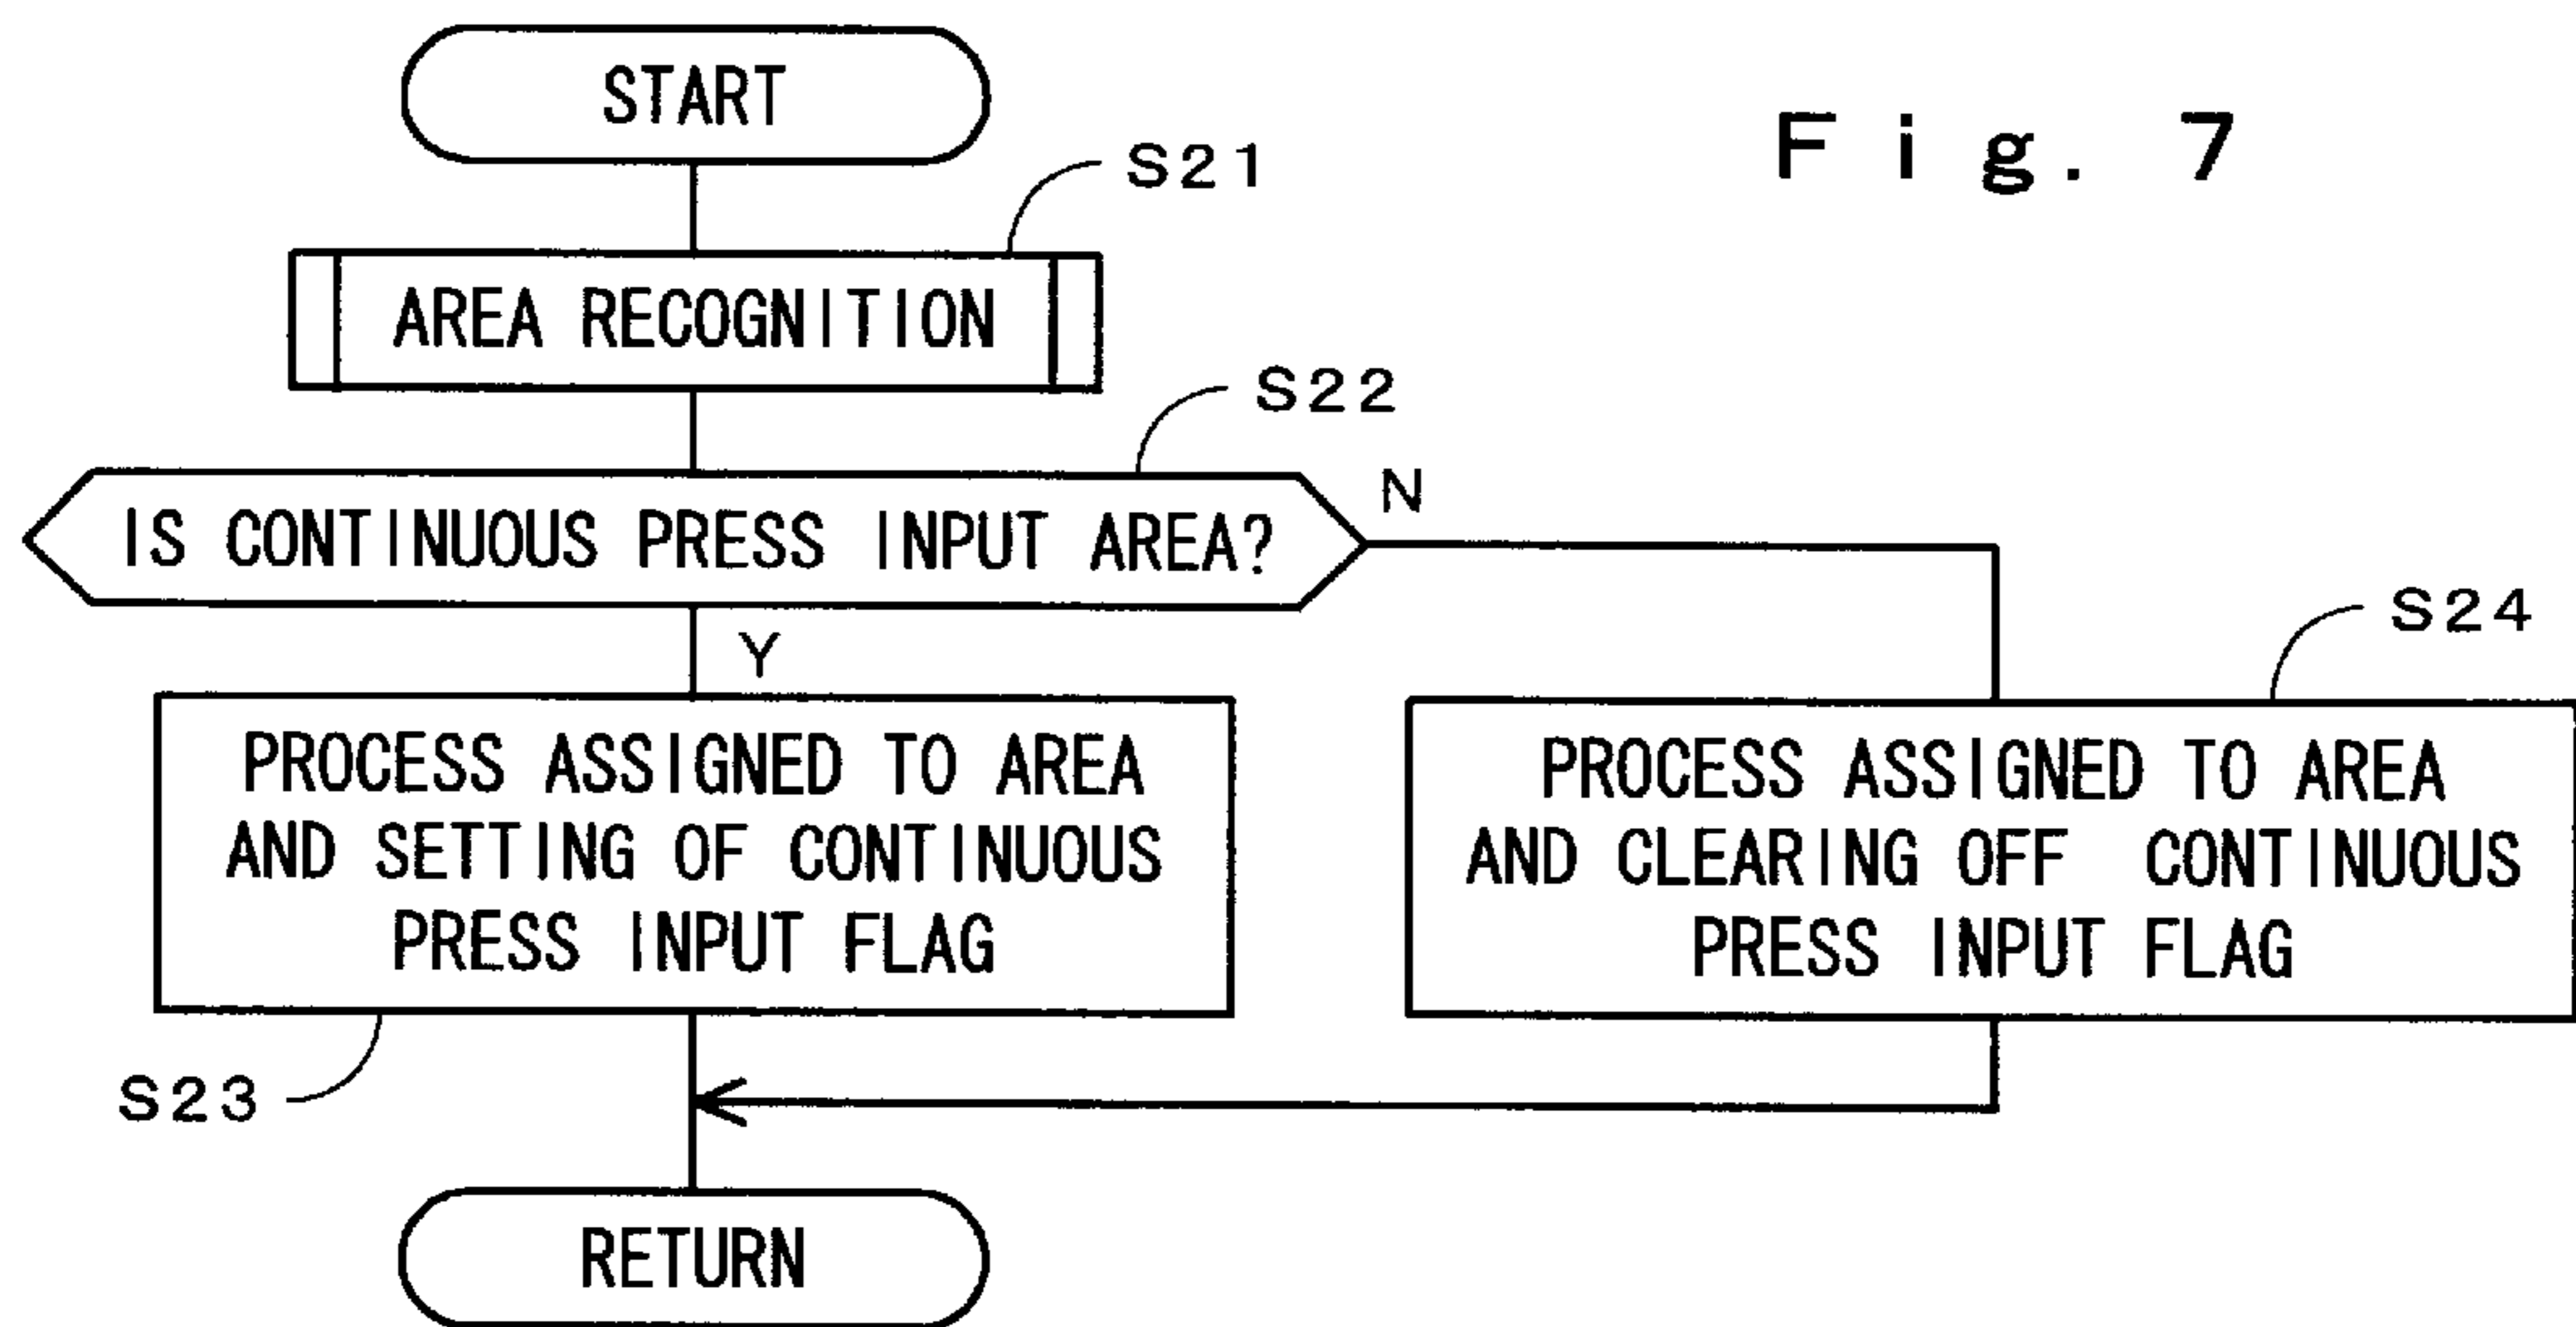 START
Fig. 7
S21
AREA RECOGNITION
S22
IS CONTINUOUS PRESS INPUT AREA?
N
Y
S24
PROCESS ASSIGNED TO AREA
AND SETTING OF CONTINUOUS
PRESS INPUT FLAG
PROCESS ASSIGNED TO AREA
AND CLEARING OFF CONTINUOUS
PRESS INPUT FLAG
S23
RETURN